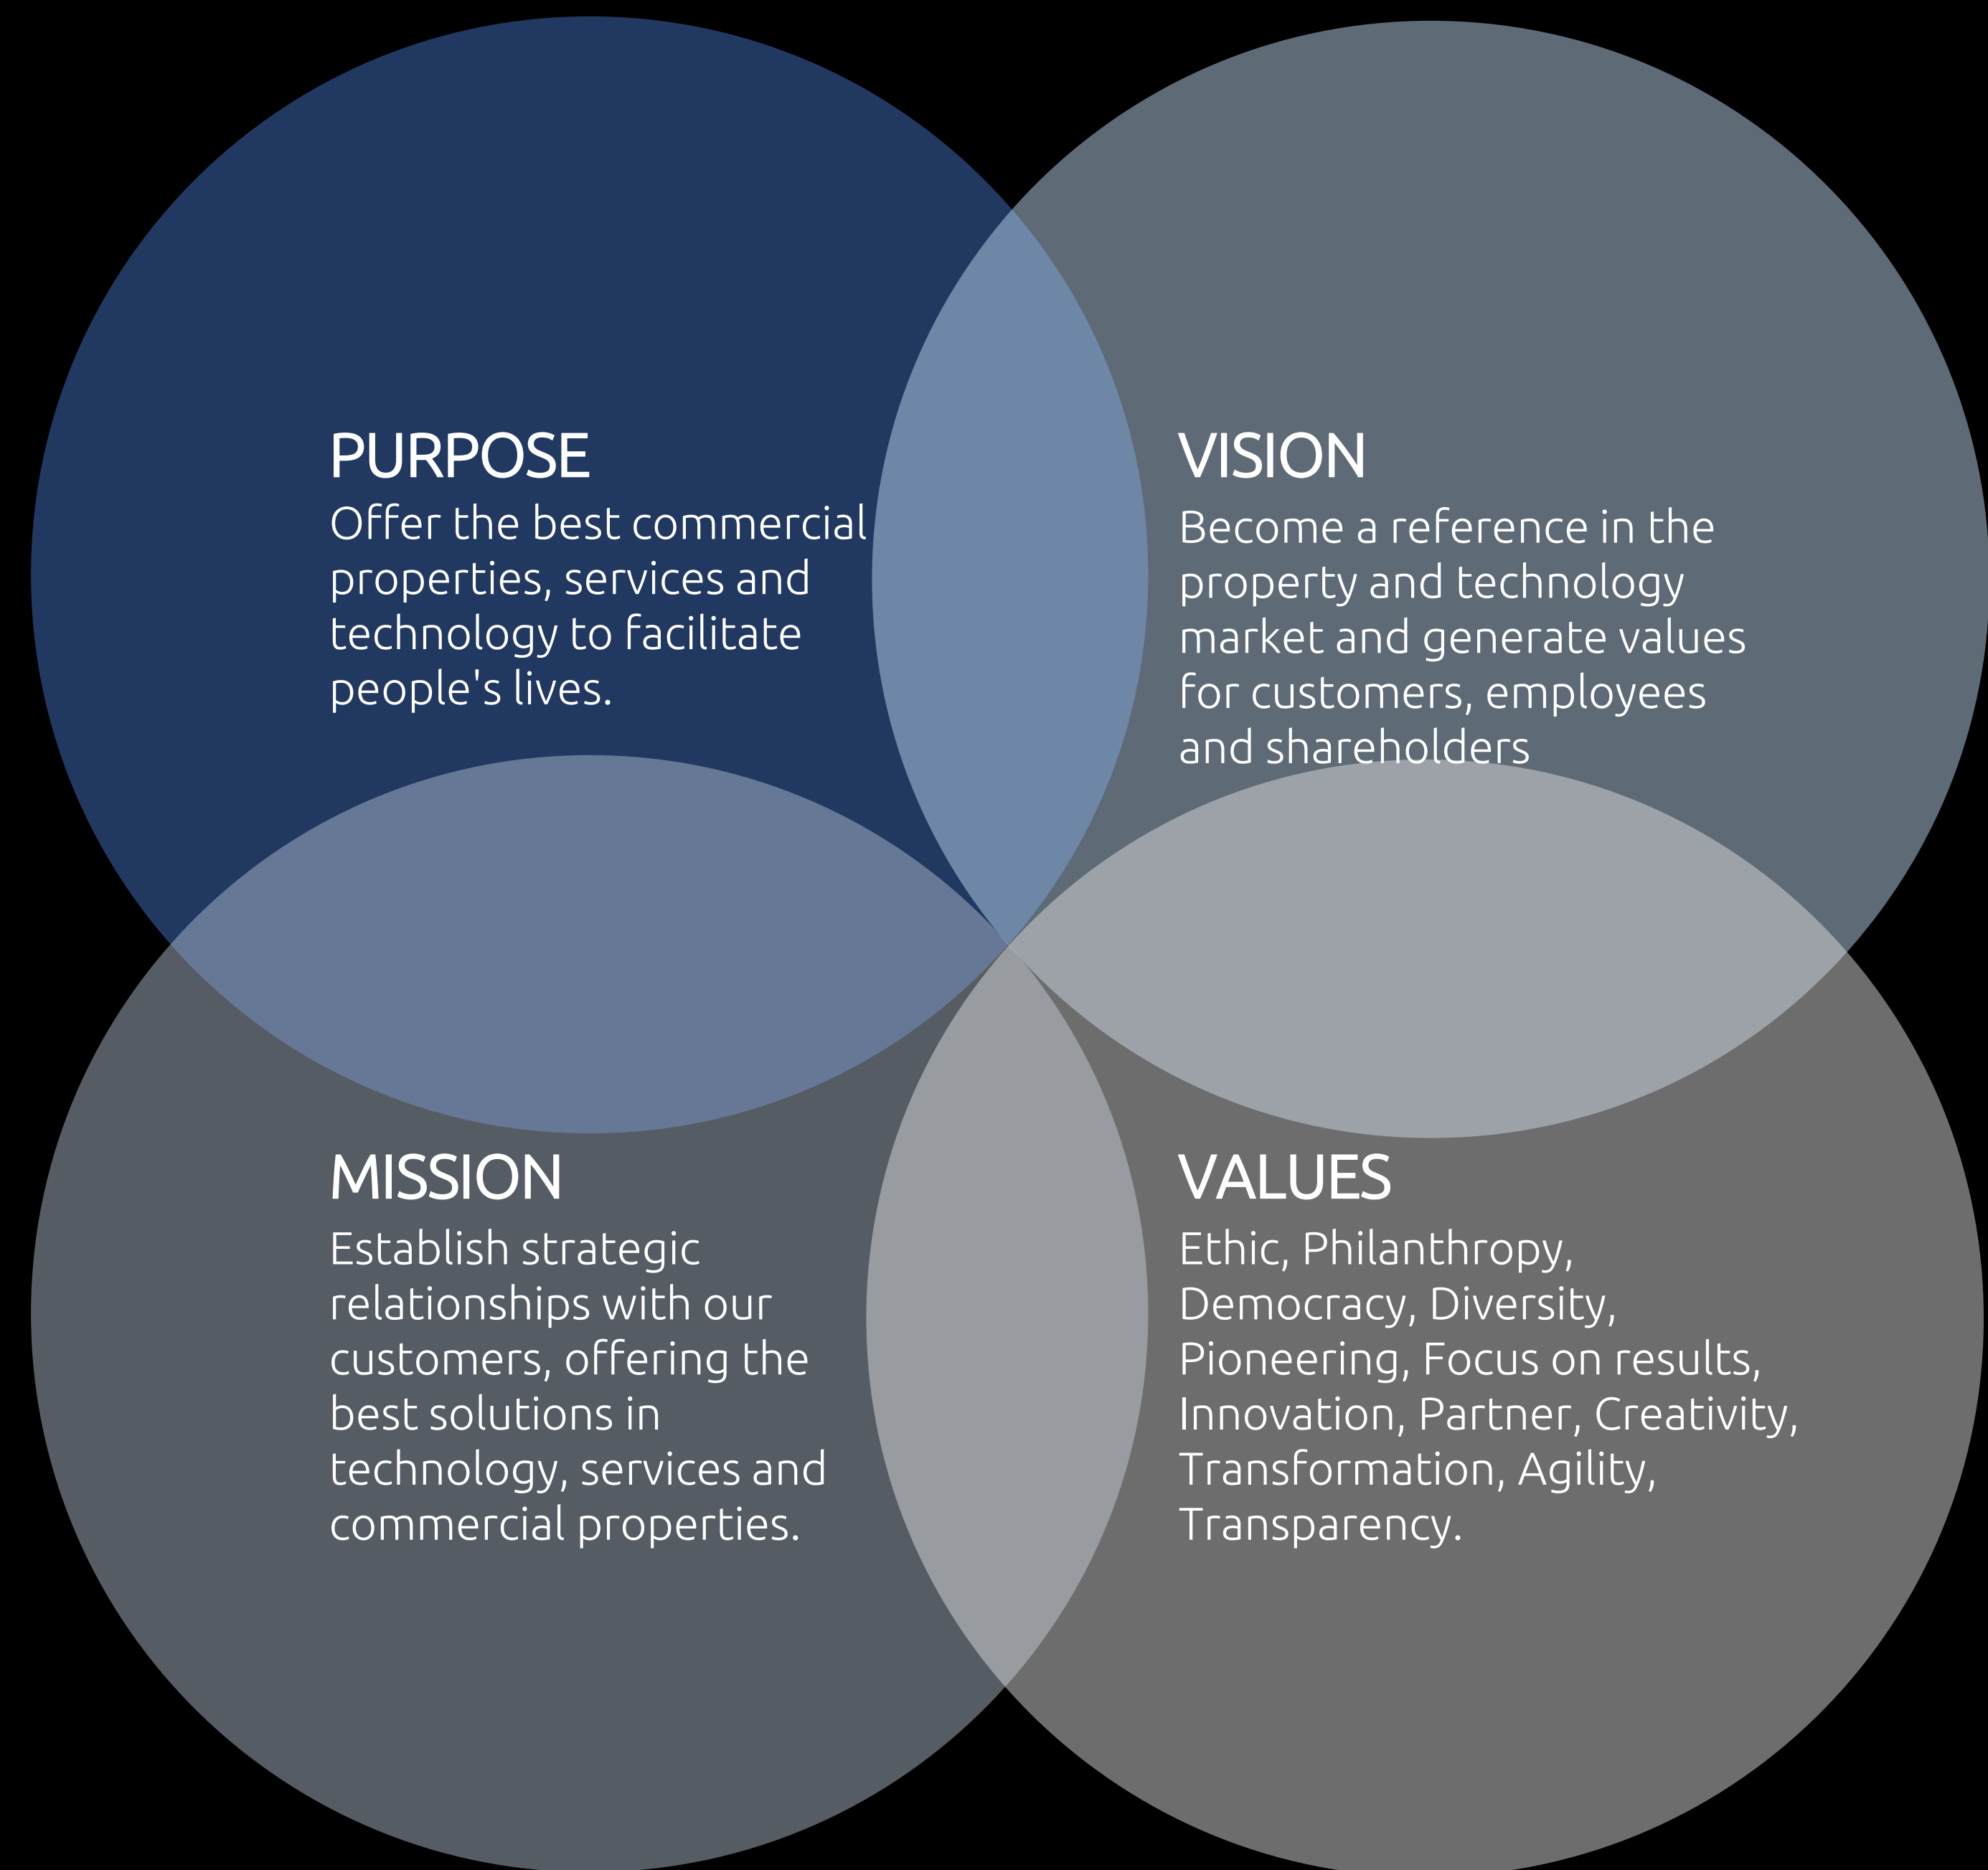 PURPOSE
Offer the best commercial
properties, services and
technology to facilitate
people's lives.
VISION
Become a reference in the
property and technology
market and generate values
for customers, employees
and shareholders
MISSION
Establish strategic
relationships with our
customers, offering the
best solutions in
technology, services and
commercial properties.
VALUES
Ethic, Philanthropy,
Democracy, Diversity,
Pioneering, Focus on results,
Innovation, Partner, Creativity,
Transformation, Agility,
Transparency.